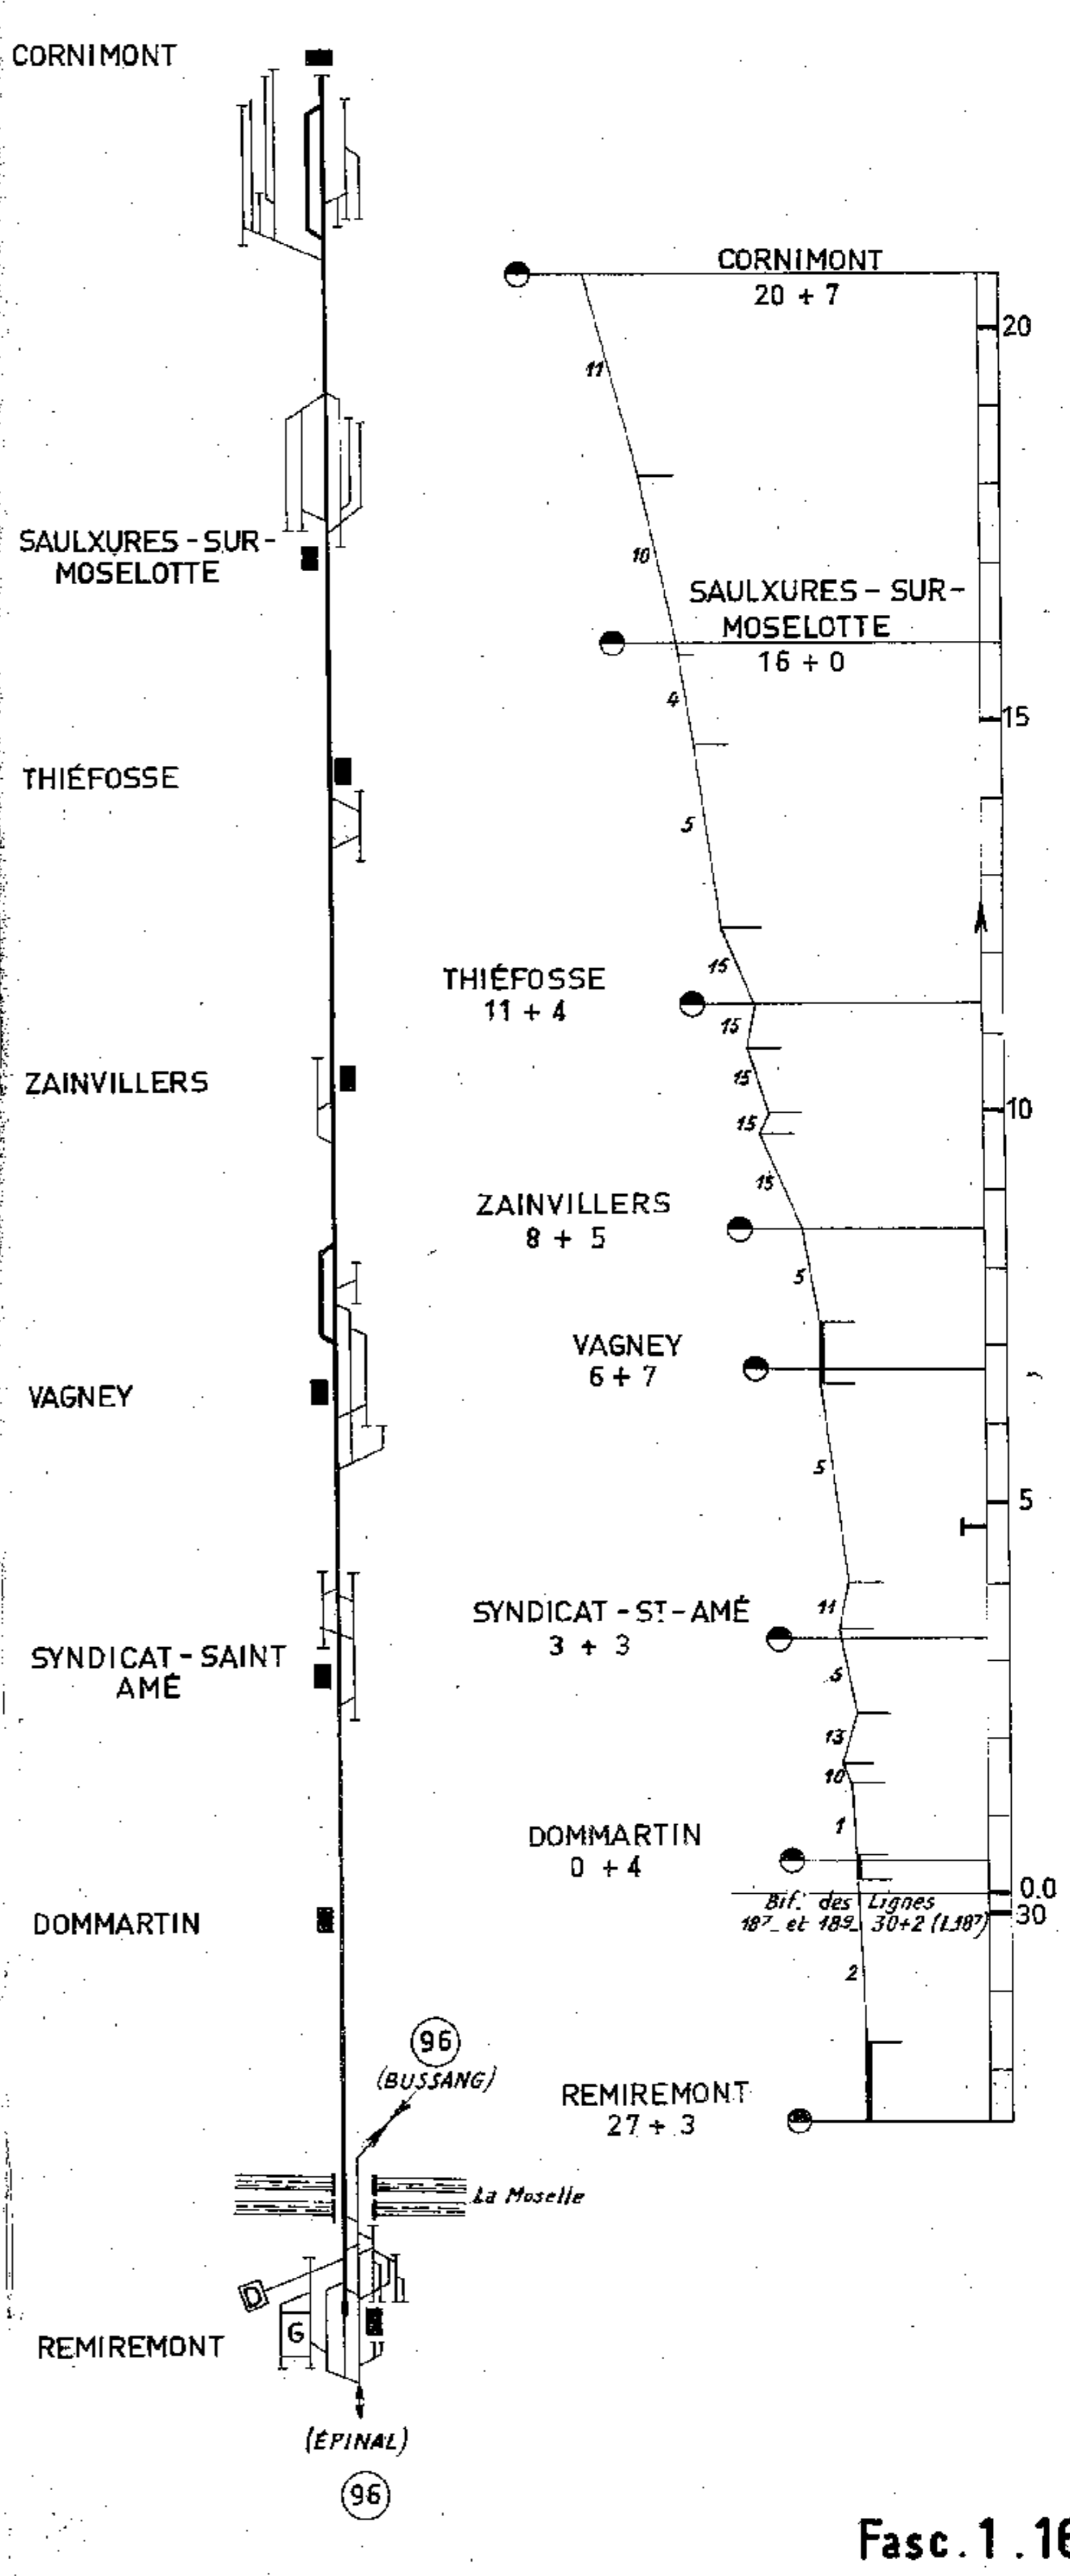 CORNIMONT
CORNIMONT
20 + 7
20
11
10
SAULXURES - SUR -
MOSELOTTE
SAULXURES - SUR -
MOSELOTTE
16 + 0
4
15
THIÉFOSSE
5
15
THIÉFOSSE
11 + 4
15
15
ZAINVILLERS
10
15
15
ZAINVILLERS
8 + 5
5
VAGNEY
6 + 7
VAGNEY
5
5
11
SYNDICAT - ST - AMÉ
3 + 3
SYNDICAT - SAINT
AMÉ
13
10
1
DOMMARTIN
0 + 4
0.0
Bif. des Lignes
187_ et 189_ 30+2 (L187)
30
DOMMARTIN
2
96
(BUSSANG)
REMIREMONT
27 + 3
La Moselle
D
G
REMIREMONT
(ÉPINAL)
96
Fasc. 1 . 16